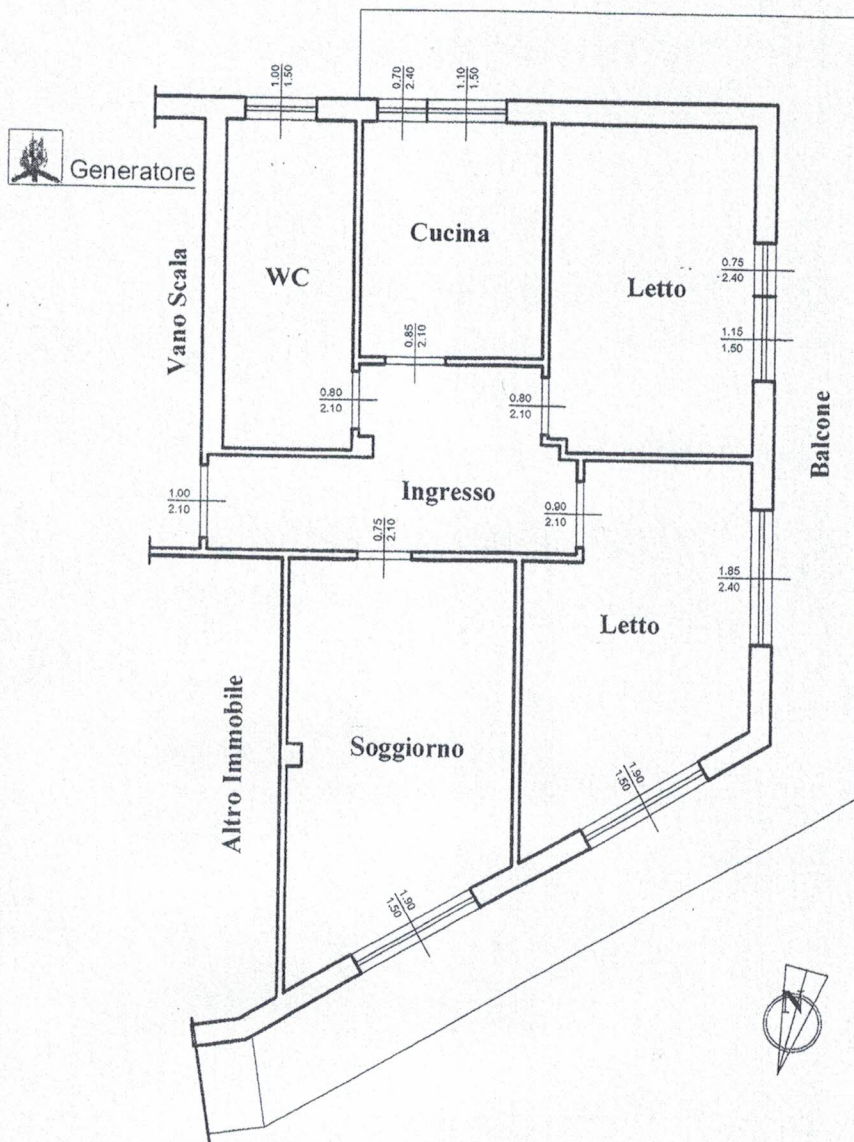 1.00
1.50
0.70
2.40
1.10
1.50
Generatore
Vano Scala
WC
Cucina
Letto
0.75
2.40
1.15
1.50
0.85
2.10
0.80
2.10
0.80
2.10
Balcone
1.00
2.10
Ingresso
0.90
2.10
0.75
2.10
1.85
2.40
Letto
Altro Immobile
Soggiorno
1.90
1.50
1.90
1.50
N